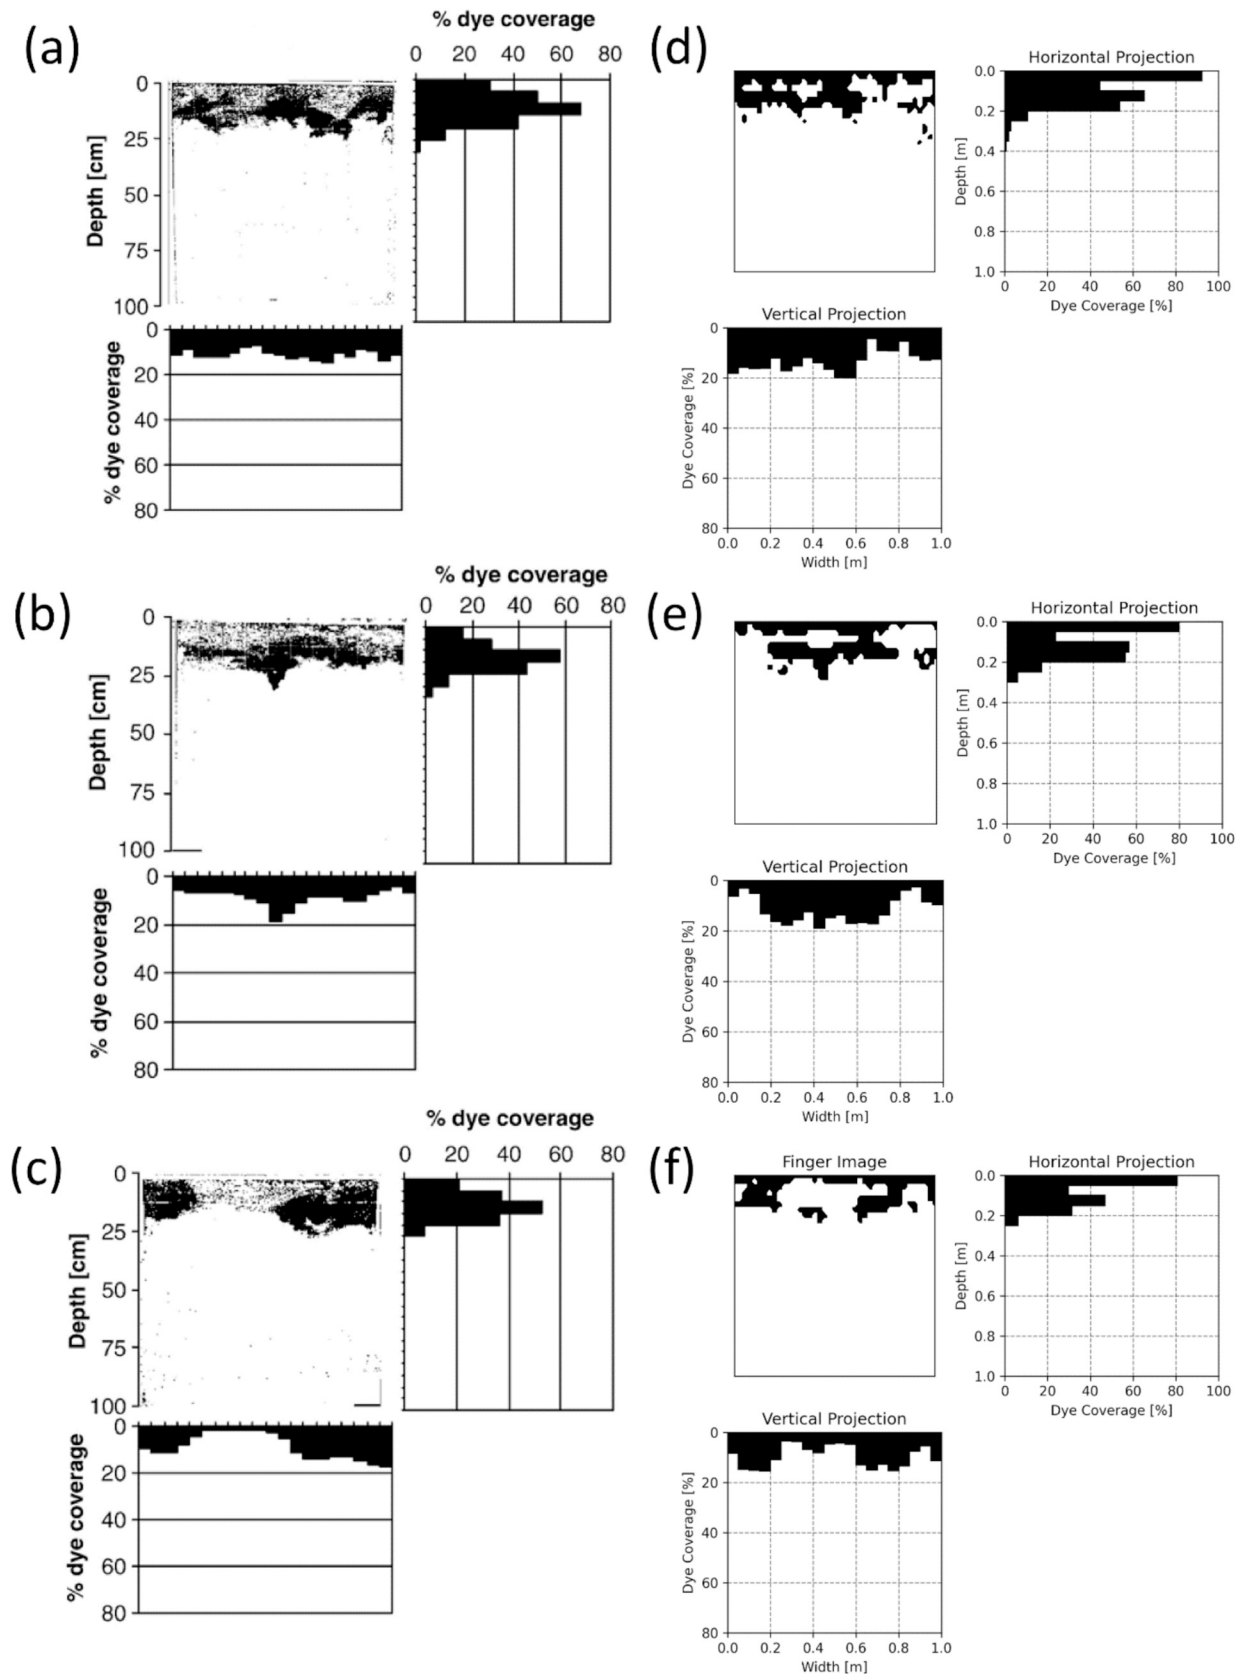 (a)
% dye coverage
0 20 40 60 80
Depth [cm]
0
25
50
75
100
% dye coverage
0
20
40
60
80
(d)
Horizontal Projection
Depth [m]
0.0
0.2
0.4
0.6
0.8
1.0
0 20 40 60 80 100
Dye Coverage [%]
Vertical Projection
Dye Coverage [%]
0
20
40
60
80
0.0 0.2 0.4 0.6 0.8 1.0
Width [m]
(b)
% dye coverage
0 20 40 60 80
Depth [cm]
0
25
50
75
100
% dye coverage
0
20
40
60
80
(e)
Horizontal Projection
Depth [m]
0.0
0.2
0.4
0.6
0.8
1.0
0 20 40 60 80 100
Dye Coverage [%]
Vertical Projection
Dye Coverage [%]
0
20
40
60
80
0.0 0.2 0.4 0.6 0.8 1.0
Width [m]
(c)
% dye coverage
0 20 40 60 80
Depth [cm]
0
25
50
75
100
% dye coverage
0
20
40
60
80
(f)
Finger Image
Horizontal Projection
Depth [m]
0.0
0.2
0.4
0.6
0.8
1.0
0 20 40 60 80 100
Dye Coverage [%]
Vertical Projection
Dye Coverage [%]
0
20
40
60
80
0.0 0.2 0.4 0.6 0.8 1.0
Width [m]